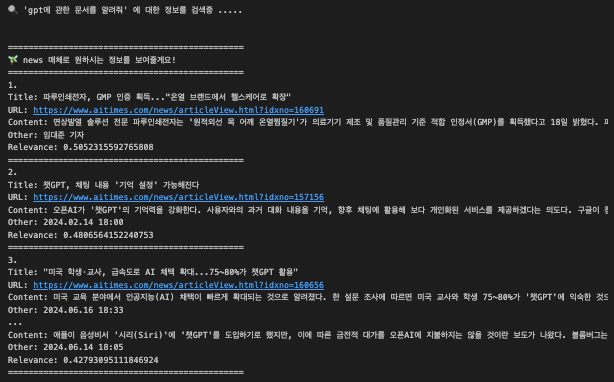 🔍 'gpt에 관한 문서를 알려줘' 에 대한 정보를 검색중 .....
==============================================
💸 news 매체로 원하시는 정보를 보여줄게요!
==============================================
1.
Title: 파루인쇄전자, GMP 인증 획득..."온열 브랜드에서 헬스케어로 확장"
URL: https://www.aitimes.com/news/articleView.html?idxno=160691
Content: 면상발열 솔루션 전문 파루인쇄전자는 '원적외선 목 어깨 온열찜질기'가 의료기기 제조 및 품질관리 기준 적합 인정서(GMP)를 획득했다고 18일 밝혔다.
Other: 임대준 기자
Relevance: 0.5052315592765808
==============================================
2.
Title: 챗GPT, 채팅 내용 '기억 설정' 가능해진다
URL: https://www.aitimes.com/news/articleView.html?idxno=157156
Content: 오픈AI가 '챗GPT'의 기억력을 강화한다. 사용자와의 과거 대화 내용을 기억, 향후 채팅에 활용해 보다 개인화된 서비스를 제공하겠다는 의도다. 구글이
Other: 2024.02.14 18:00
Relevance: 0.4806564152240753
==============================================
3.
Title: "미국 학생·교사, 급속도로 AI 채택 확대...75~80%가 챗GPT 활용"
URL: https://www.aitimes.com/news/articleView.html?idxno=160656
Content: 미국 교육 분야에서 인공지능(AI) 채택이 빠르게 확대되는 것으로 알려졌다. 한 설문 조사에 따르면 미국 교사와 학생 75~80%가 '챗GPT'에 익숙한 것으
Other: 2024.06.16 18:33
...
Content: 애플이 음성비서 '시리(Siri)'에 '챗GPT'를 도입하기로 했지만, 이에 따른 금전적 대가를 오픈AI에 지불하지는 않을 것이란 보도가 나왔다. 블룸버그는
Other: 2024.06.14 18:05
Relevance: 0.42793095111846924
==============================================